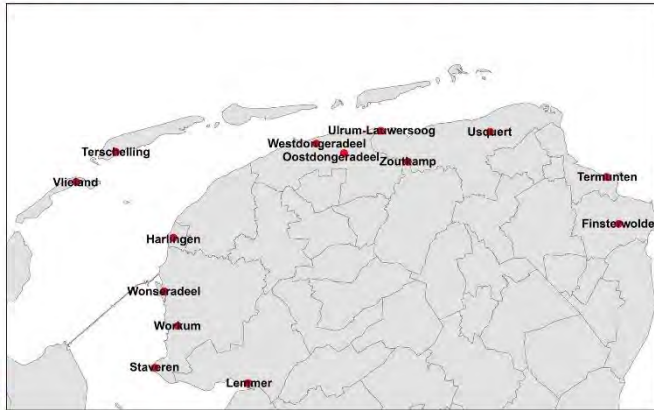 Ulrum-Lauwersoog
Usquert
Westdongeradeel
Oostdongeradeel
Terschelling
Zoutkamp
Vlieland
Termunten
Finsterwolde
Harlingen
Wonseradeel
Workum
Staveren
Lemmer